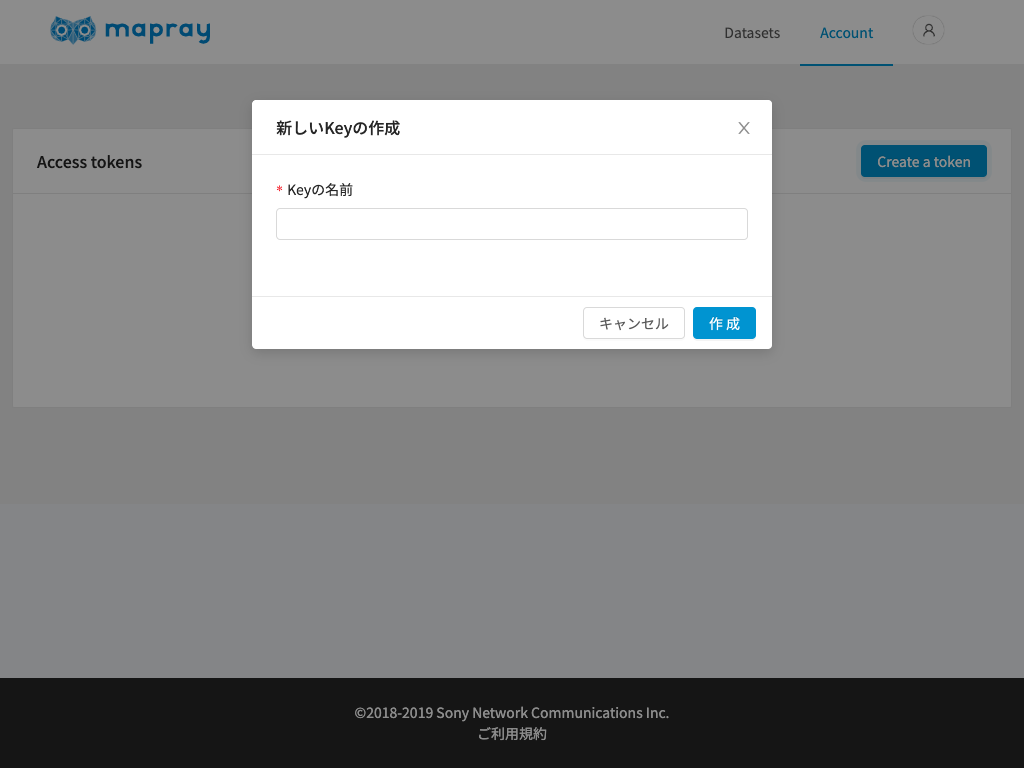 mapray
Datasets
Account
新しいKeyの作成
Access tokens
Create a token
* Keyの名前
キャンセル
作 成
©2018-2019 Sony Network Communications Inc.
ご利用規約